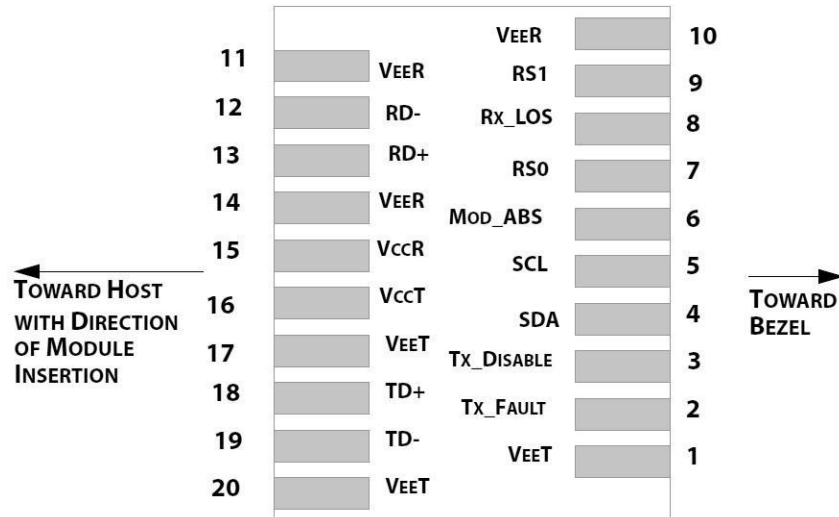 11 VEER
12 RD-
13 RD+
14 VEER
15 VCCR
16 VCCT
17 VEET
18 TD+
19 TD-
20 VEET
VEER 10
RS1 9
RX_LOS 8
RS0 7
MOD_ABS 6
SCL 5
SDA 4
TX_DISABLE 3
TX_FAULT 2
VEET 1
TOWARD HOST
WITH DIRECTION
OF MODULE
INSERTION
TOWARD
BEZEL